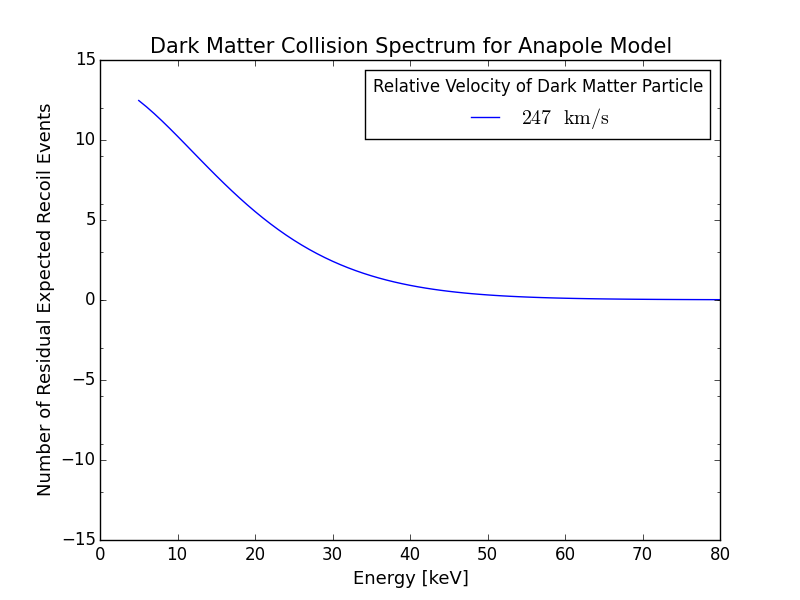 Dark Matter Collision Spectrum for Anapole Model
Relative Velocity of Dark Matter Particle
247 km/s
Number of Residual Expected Recoil Events
15
10
5
0
−5
−10
−15
0 10 20 30 40 50 60 70 80
Energy [keV]